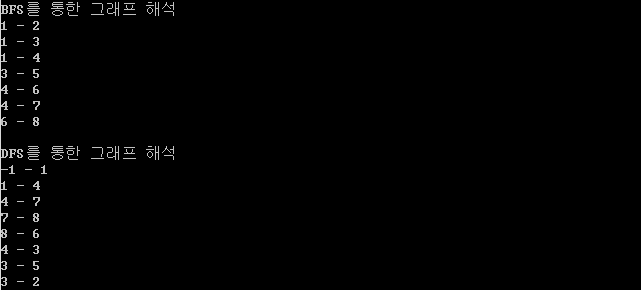 BFS를 통한 그래프 해석
1 - 2
1 - 3
1 - 4
3 - 5
4 - 6
4 - 7
6 - 8
DFS를 통한 그래프 해석
-1 - 1
1 - 4
4 - 7
7 - 8
8 - 6
4 - 3
3 - 5
3 - 2